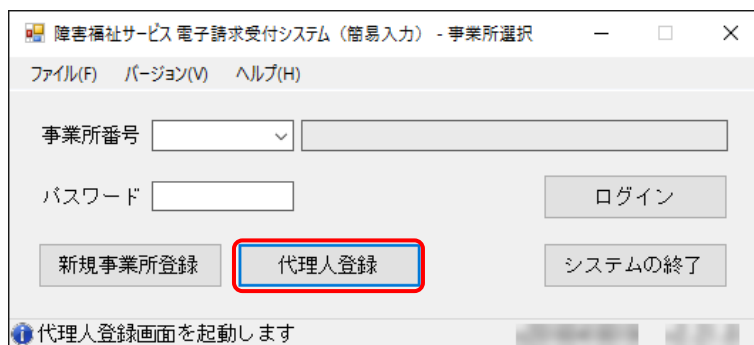 障害福祉サービス 電子請求受付システム（簡易入力） - 事業所選択
ファイル(F) バージョン(V) ヘルプ(H)
事業所番号
パスワード
ログイン
新規事業所登録
代理人登録
システムの終了
代理人登録画面を起動します